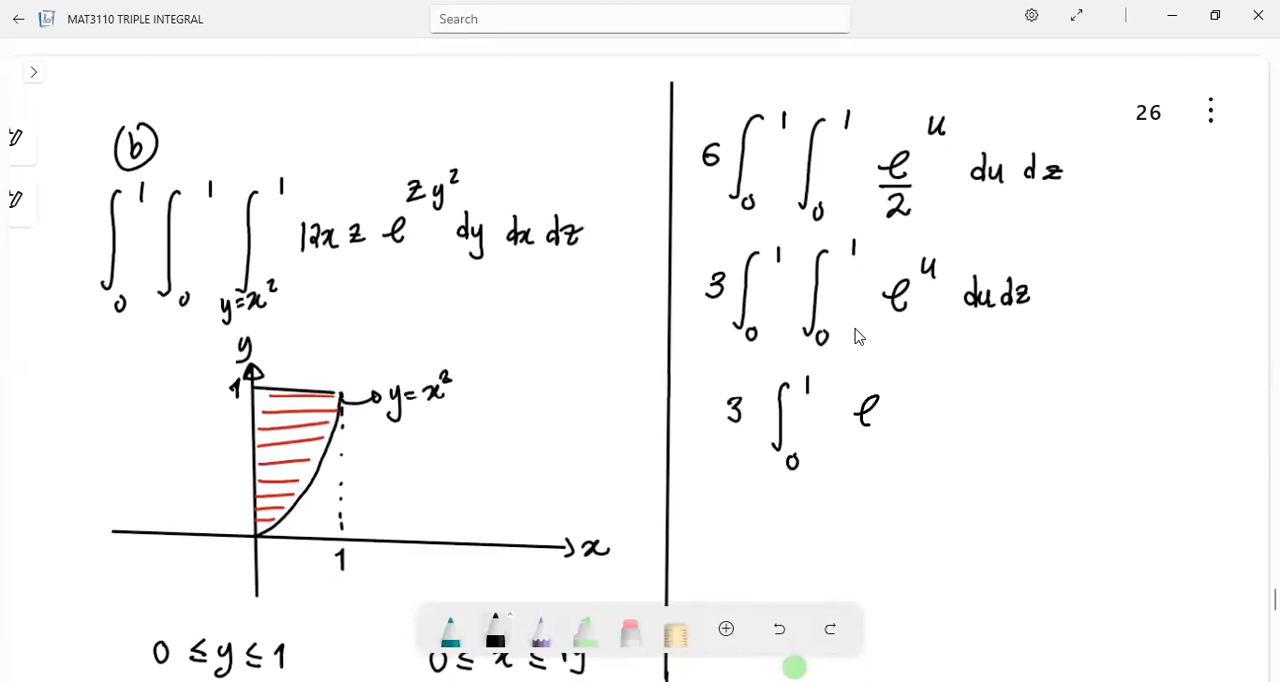 MAT3110 TRIPLE INTEGRAL
Search
26
(b)
∫₀¹ ∫₀¹ ∫_{y=x²}^1 12xz e^{zy²} dy dx dz
y
1
y=x²
x
1
0 ≤ y ≤ 1
0 ≤ x ≤ √y
6 ∫₀¹ ∫₀¹ e^u/2 du dz
3 ∫₀¹ ∫₀¹ e^u du dz
3 ∫₀¹ e